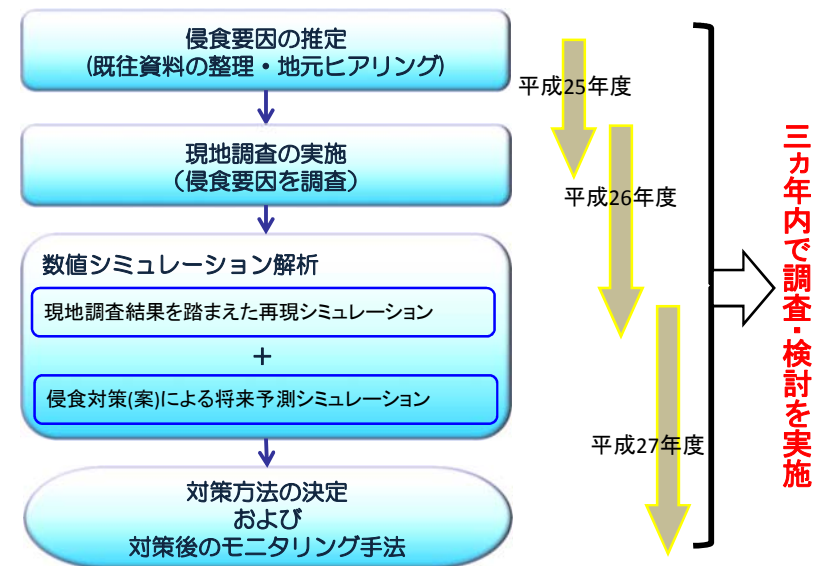 侵食要因の推定
(既往資料の整理・地元ヒアリング)
現地調査の実施
（侵食要因を調査）
数値シミュレーション解析
現地調査結果を踏まえた再現シミュレーション
＋
侵食対策(案)による将来予測シミュレーション
対策方法の決定
および
対策後のモニタリング手法
平成25年度
平成26年度
平成27年度
三ヵ年内で調査・検討を実施